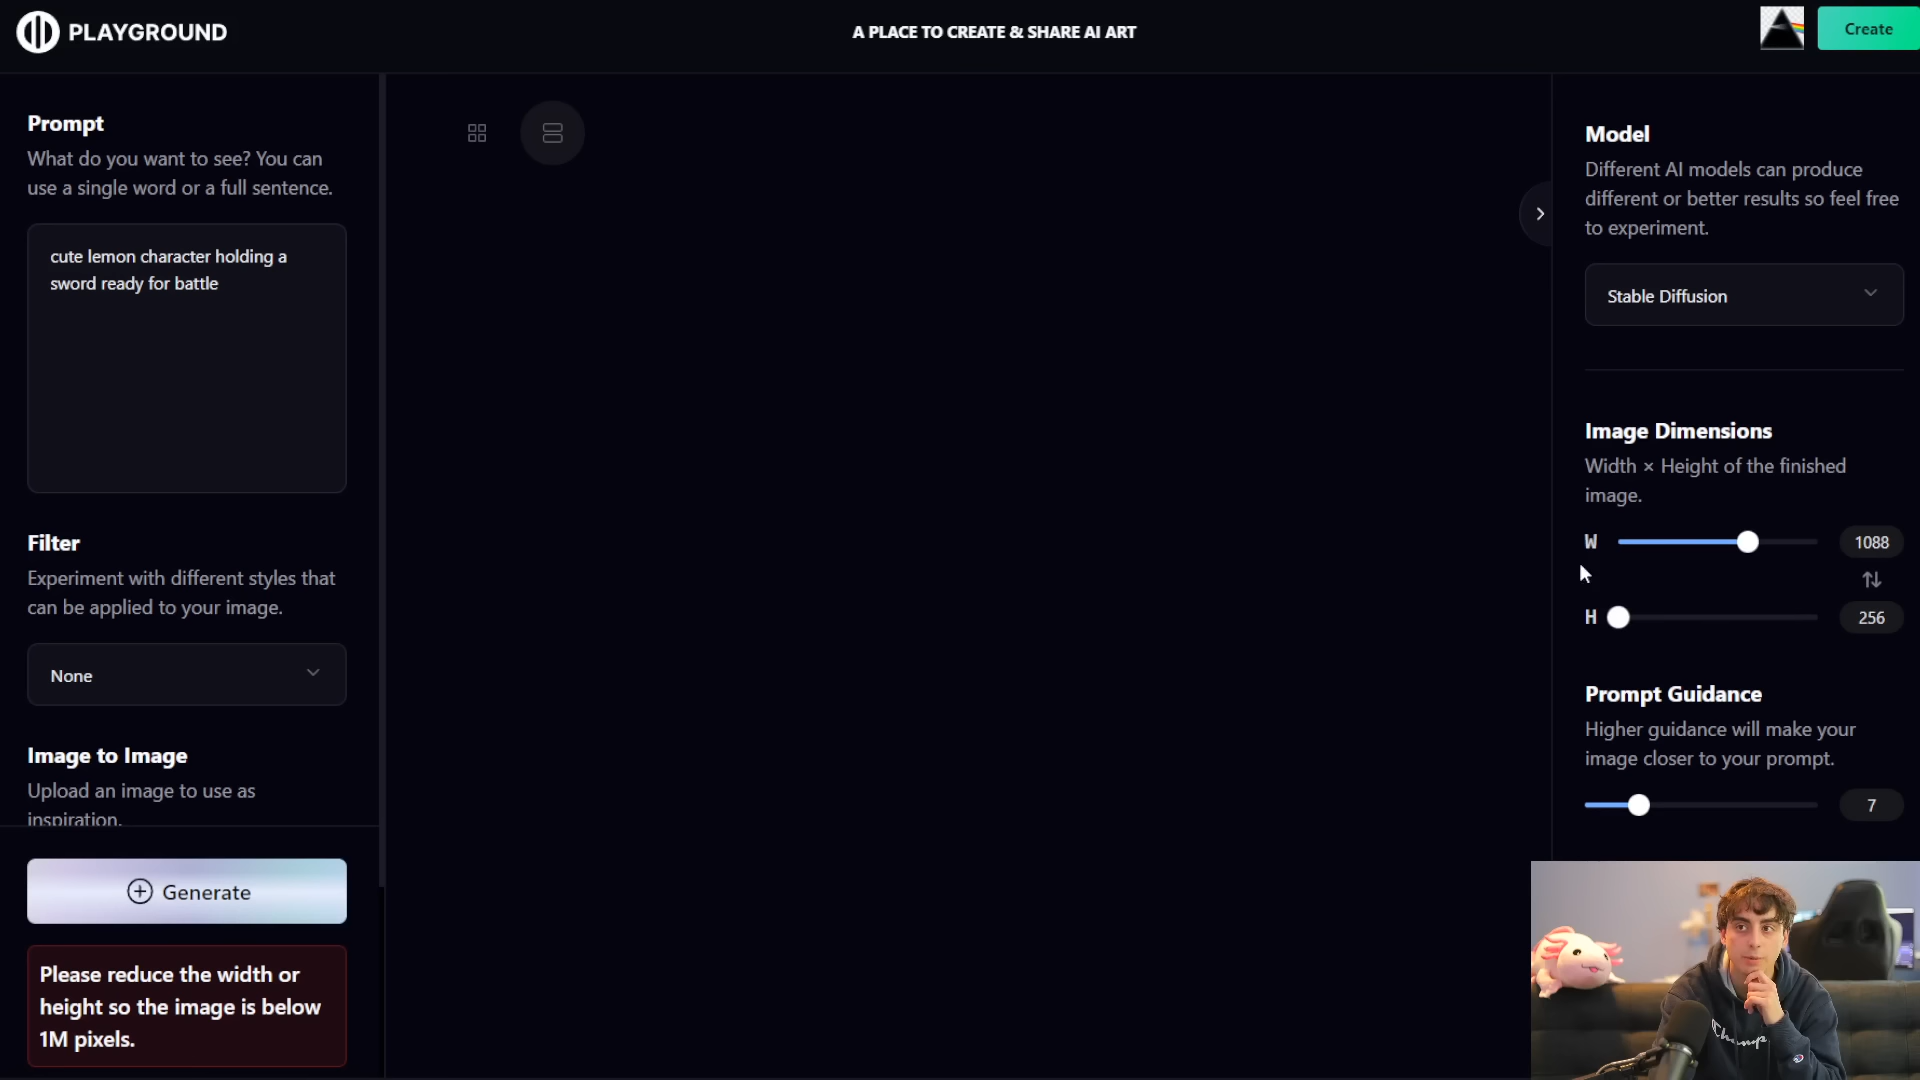 PLAYGROUND
A PLACE TO CREATE & SHARE AI ART
Create
Prompt
What do you want to see? You can
use a single word or a full sentence.
cute lemon character holding a
sword ready for battle
Filter
Experiment with different styles that
can be applied to your image.
None
Image to Image
Upload an image to use as
inspiration.
Generate
Please reduce the width or
height so the image is below
1M pixels.
Model
Different AI models can produce
different or better results so feel free
to experiment.
Stable Diffusion
Image Dimensions
Width × Height of the finished
image.
W 1088
H 256
Prompt Guidance
Higher guidance will make your
image closer to your prompt.
7
Champ